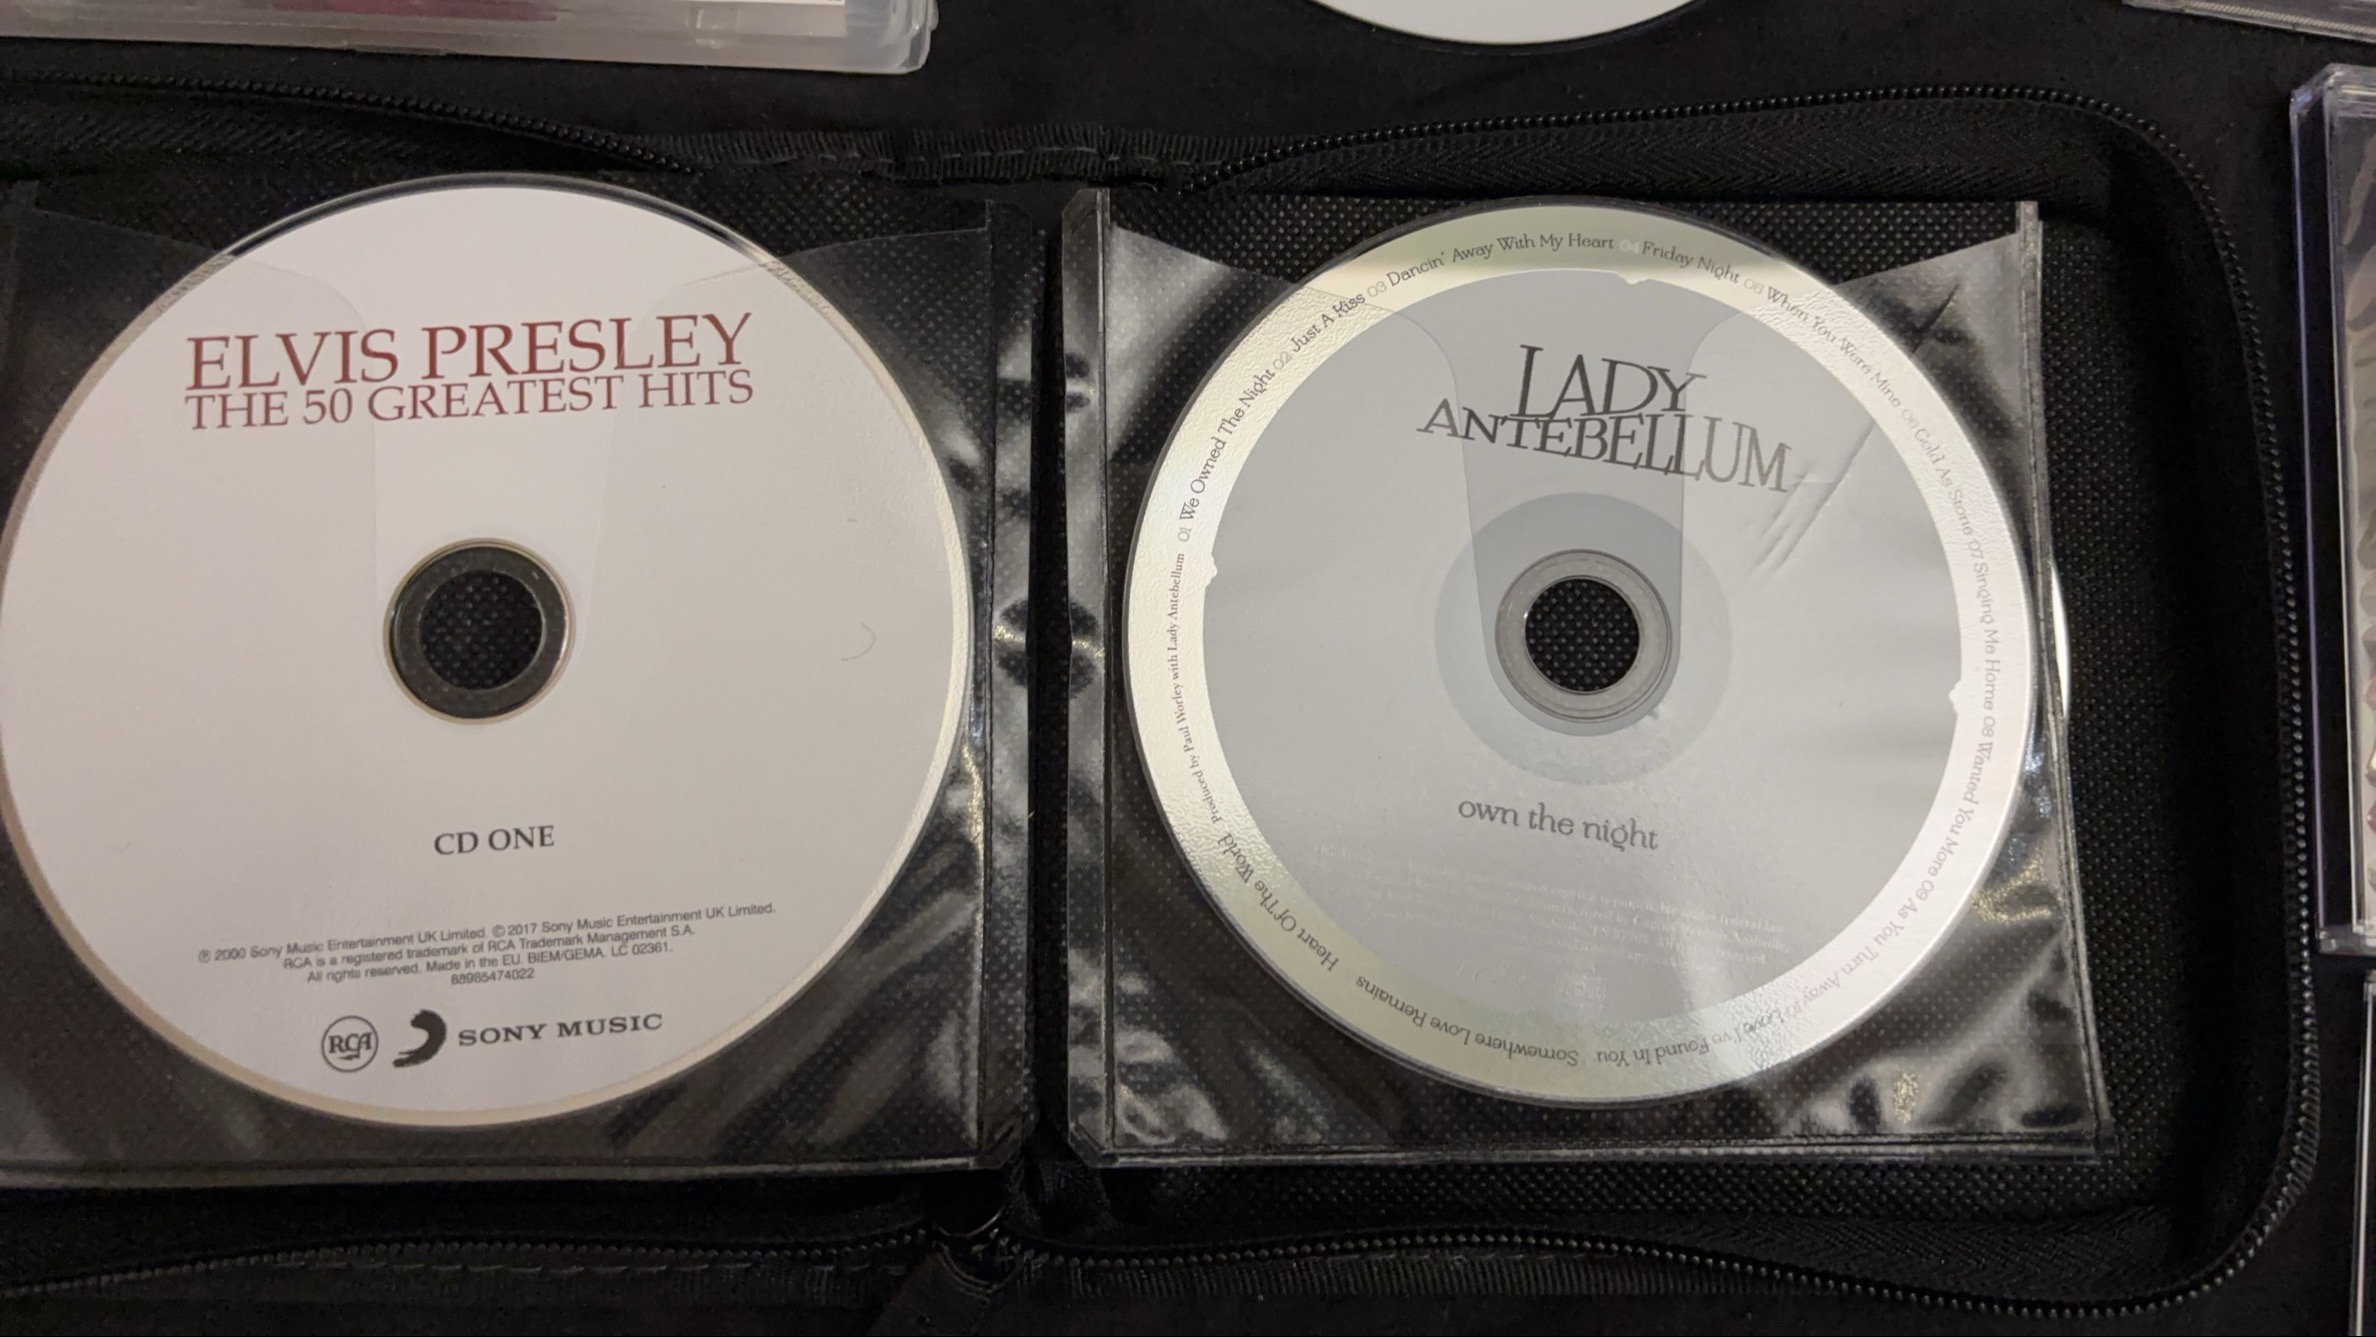 ELVIS PRESLEY
THE 50 GREATEST HITS
CD ONE
℗ 2000 Sony Music Entertainment UK Limited. © 2017 Sony Music Entertainment UK Limited.
RCA is a registered trademark of RCA Trademark Management S.A.
All rights reserved. Made in the EU. BIEM/GEMA. LC 02361.
88985474022
RCA SONY MUSIC
LADY
ANTEBELLUM
own the night
01 We Owned The Night 02 Just A Kiss 03 Dancin' Away With My Heart 04 Friday Night 05 When You Were Mine 06 Cold As Stone 07 Singing Me Home 08 Wanted You More 09 As You Turn Away 10 Love I've Found In You Somewhere Love Remains Heart Of The World
Produced by Paul Worley with Lady Antebellum